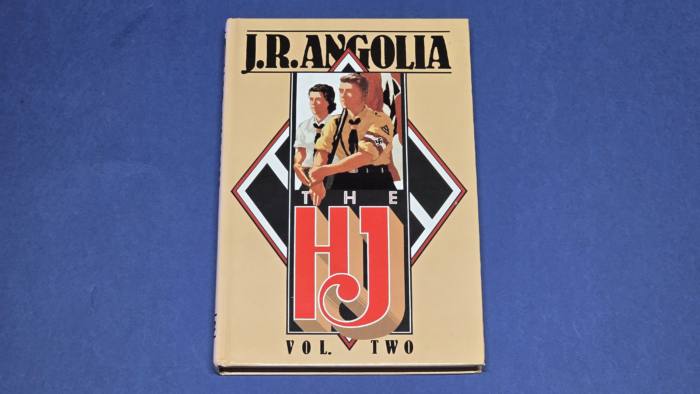 J.R. ANGOLIA
THE
HJ
VOL. TWO